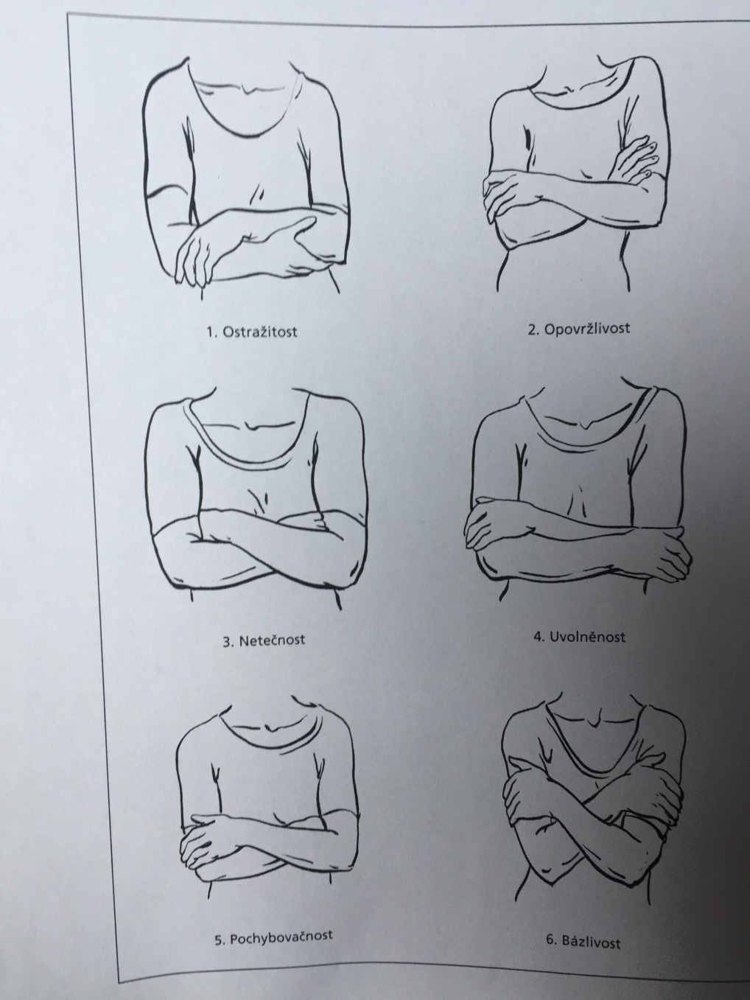 1. Ostražitost
2. Opovržlivost
3. Netečnost
4. Uvolněnost
5. Pochybovačnost
6. Bázlivost